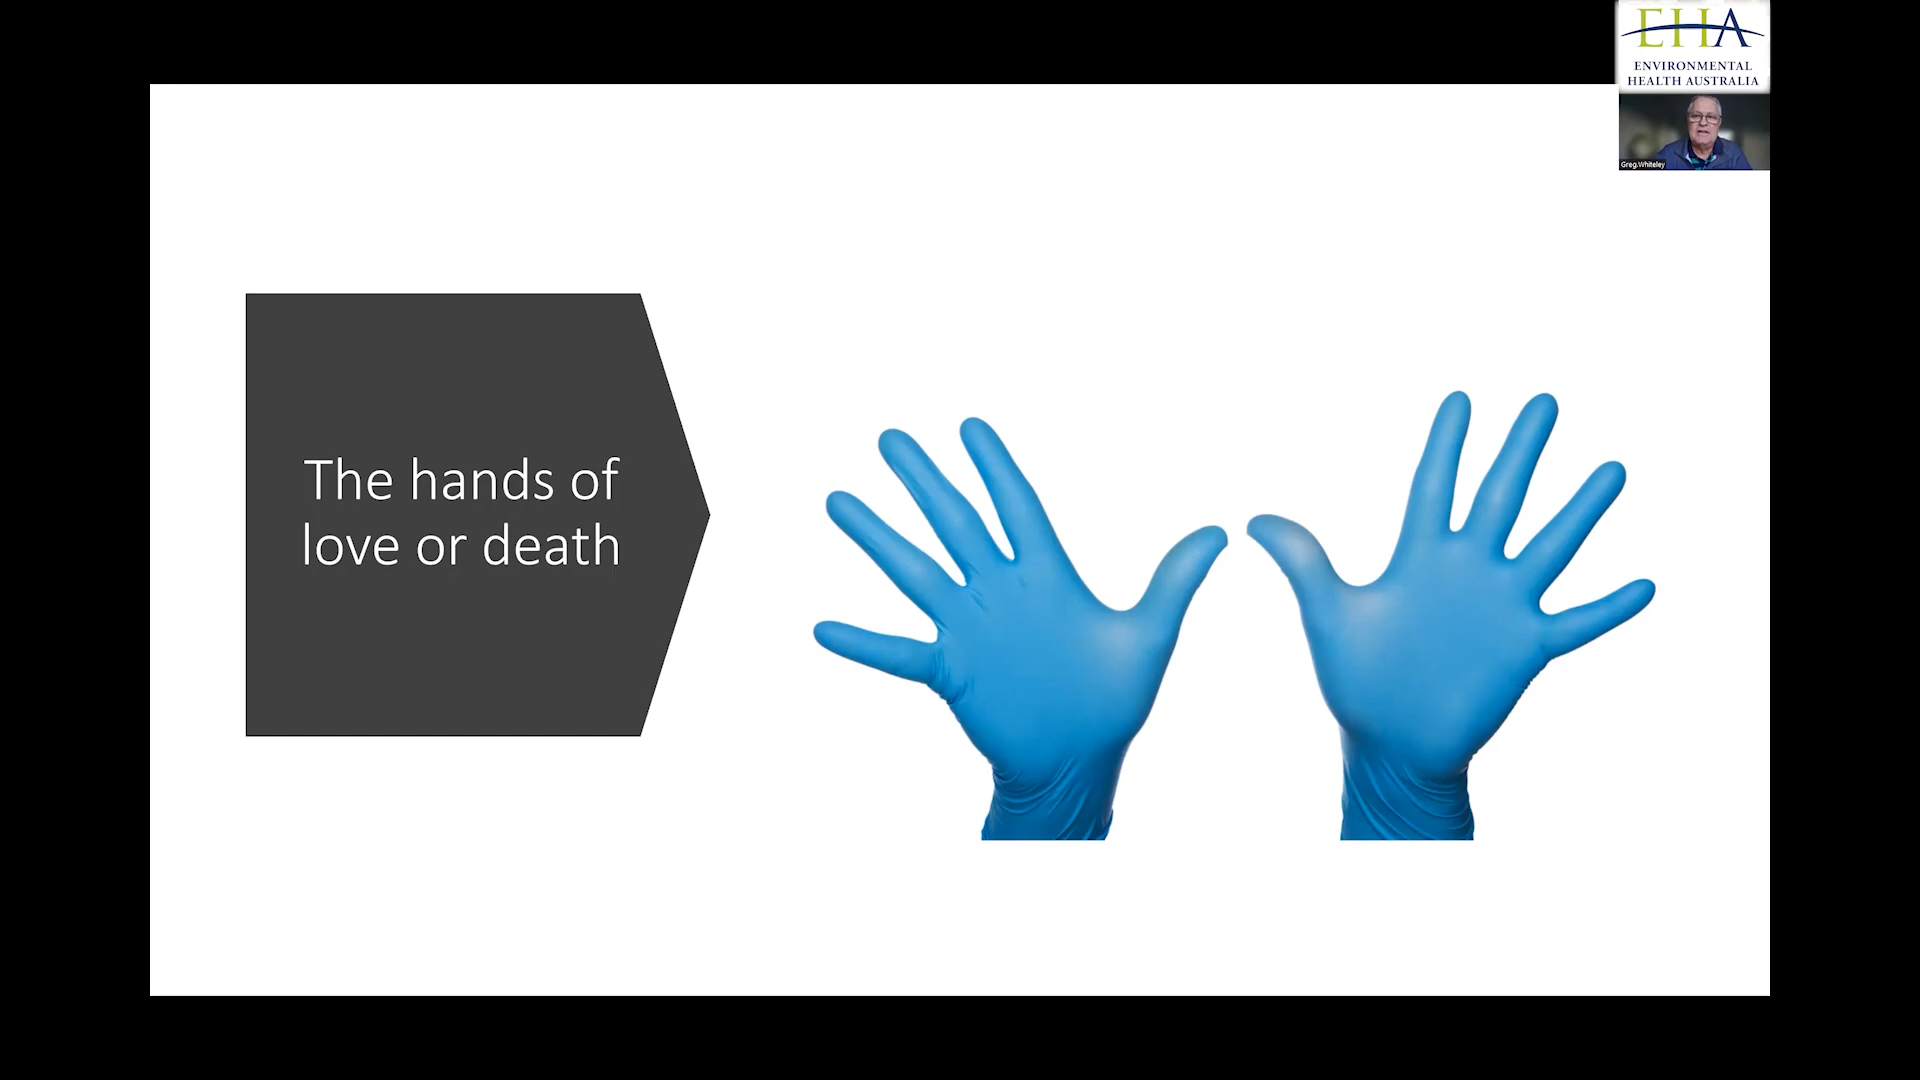 EHA
ENVIRONMENTAL
HEALTH AUSTRALIA
Greg.Whiteley
The hands of
love or death